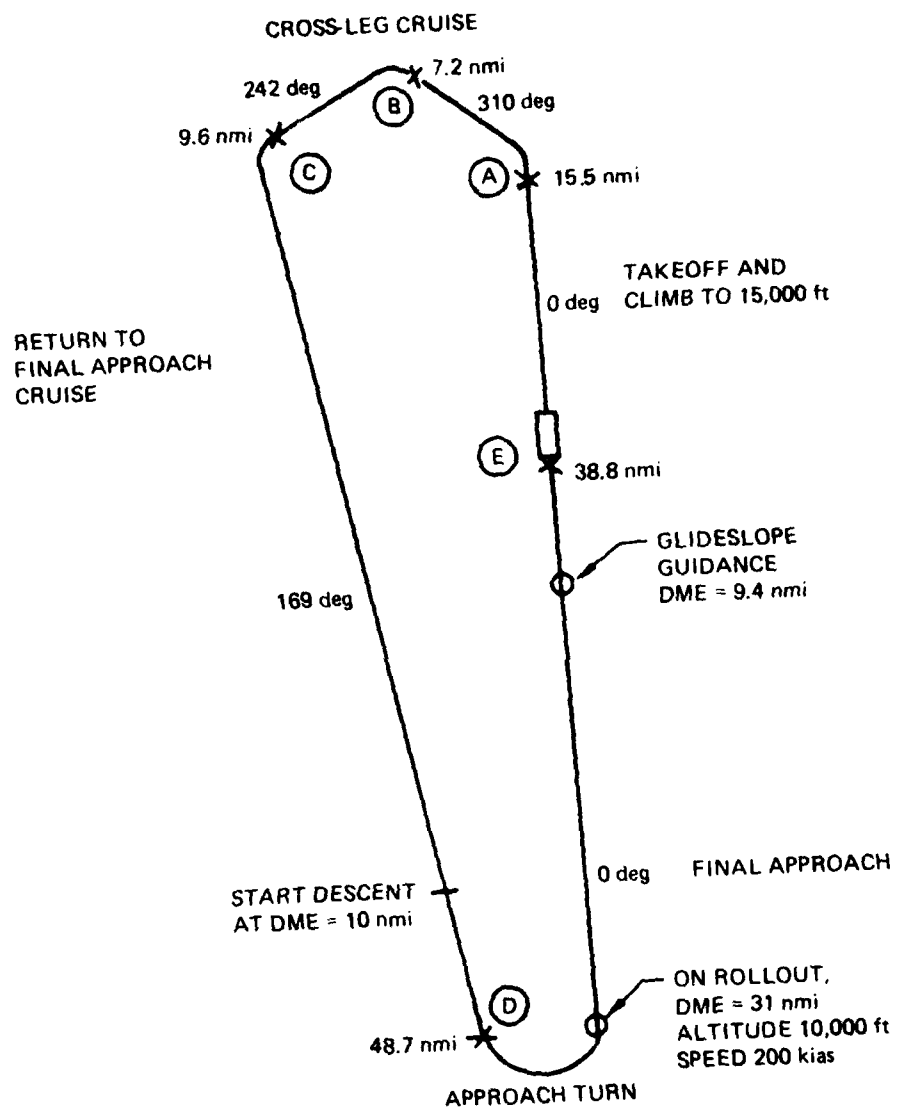 CROSS-LEG CRUISE
7.2 nmi
242 deg
310 deg
B
9.6 nmi
C
A
15.5 nmi
TAKEOFF AND
CLIMB TO 15,000 ft
0 deg
RETURN TO
FINAL APPROACH
CRUISE
E
38.8 nmi
GLIDESLOPE
GUIDANCE
DME = 9.4 nmi
169 deg
0 deg
FINAL APPROACH
START DESCENT
AT DME = 10 nmi
D
ON ROLLOUT,
DME = 31 nmi
ALTITUDE 10,000 ft
SPEED 200 kias
48.7 nmi
APPROACH TURN